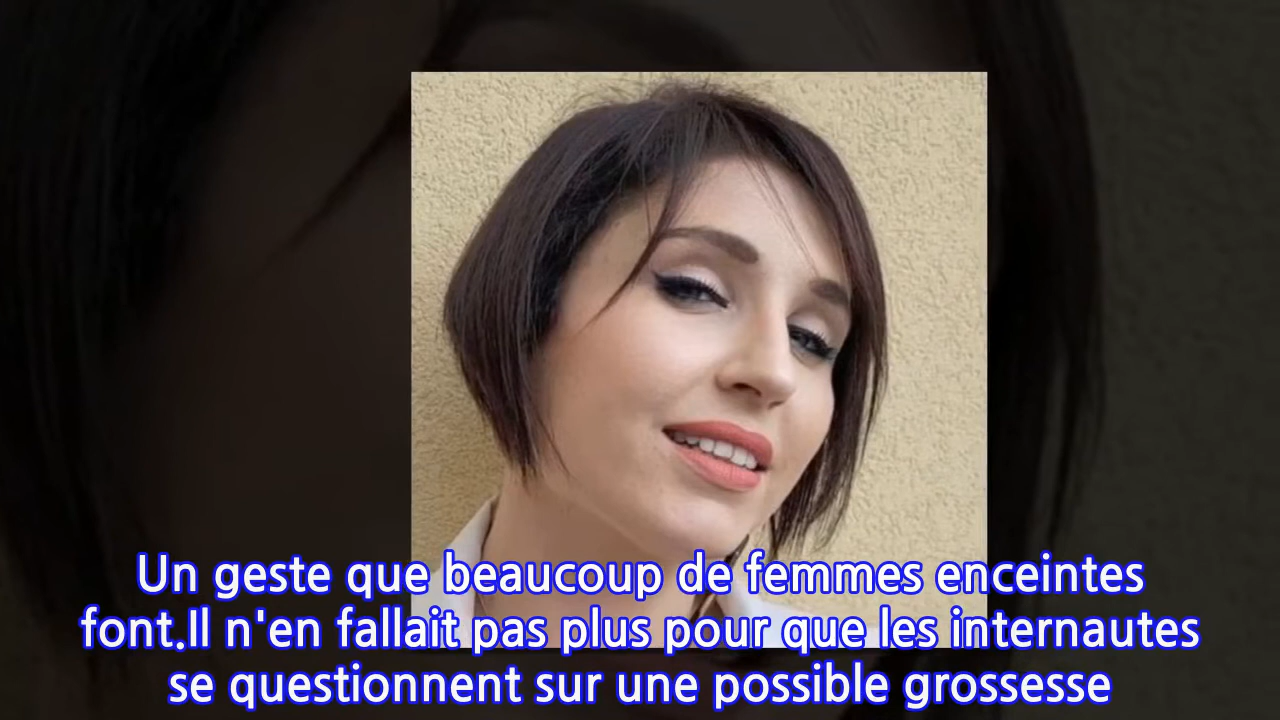 Un geste que beaucoup de femmes enceintes
font.Il n'en fallait pas plus pour que les internautes
se questionnent sur une possible grossesse